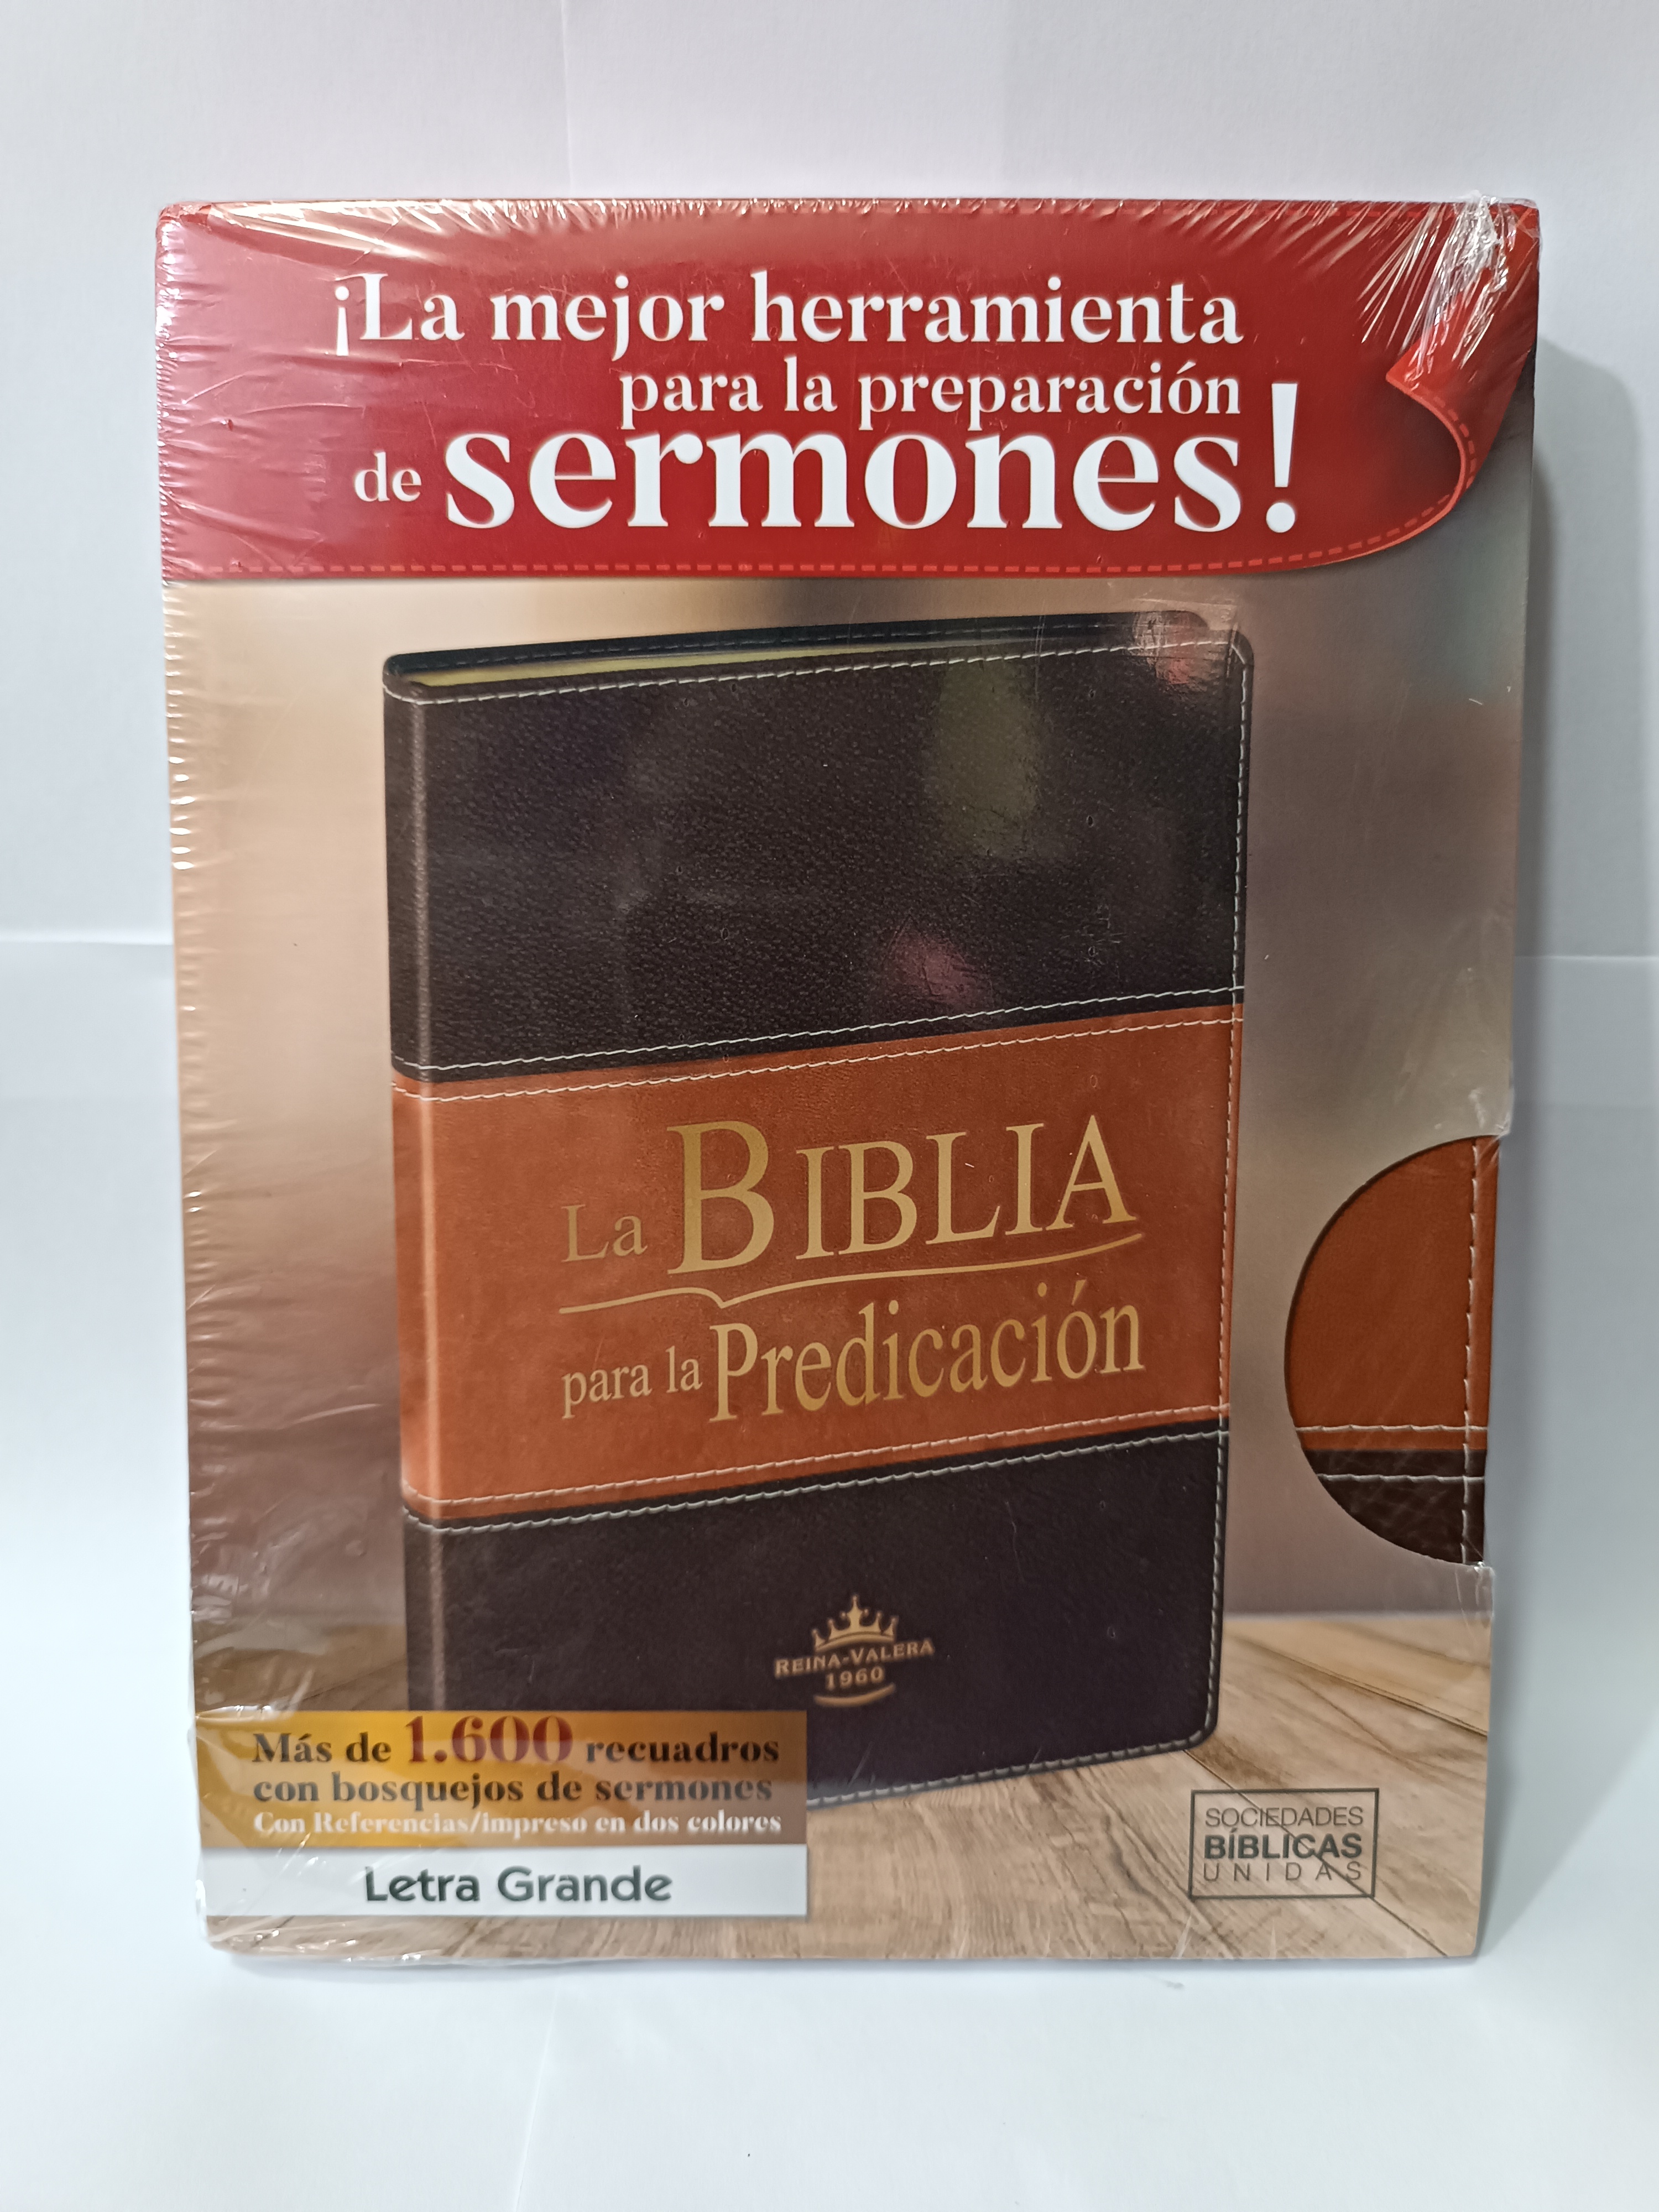 ¡La mejor herramienta
para la preparación
de sermones!
La BIBLIA
para la Predicación
REINA-VALERA
1960
Más de 1.600 recuadros
con bosquejos de sermones
Con Referencias/impreso en dos colores
Letra Grande
SOCIEDADES
BÍBLICAS
UNIDAS